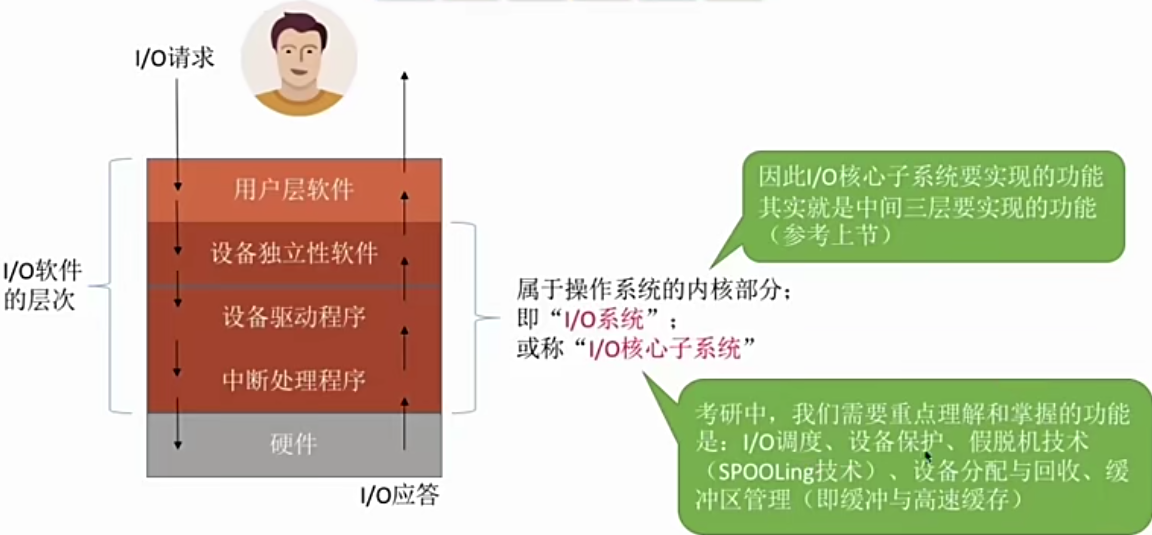 I/O请求
用户层软件
设备独立性软件
设备驱动程序
中断处理程序
硬件
I/O应答
I/O软件
的层次
属于操作系统的内核部分；
即“I/O系统”；
或称“I/O核心子系统”
因此I/O核心子系统要实现的功能
其实就是中间三层要实现的功能
（参考上节）
考研中，我们需要重点理解和掌握的功能
是：I/O调度、设备保护、假脱机技术
（SPOOLing技术）、设备分配与回收、缓
冲区管理（即缓冲与高速缓存）